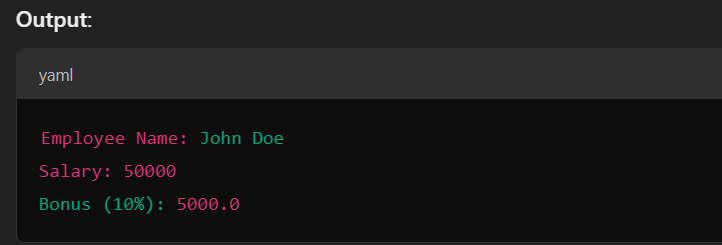 Output:
yaml
Employee Name: John Doe
Salary: 50000
Bonus (10%): 5000.0